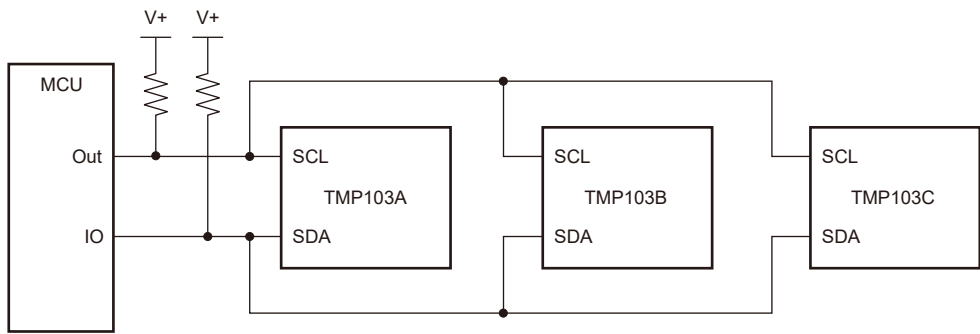 V+ V+
MCU
Out
SCL
SCL
SCL
TMP103A
TMP103B
TMP103C
IO
SDA
SDA
SDA